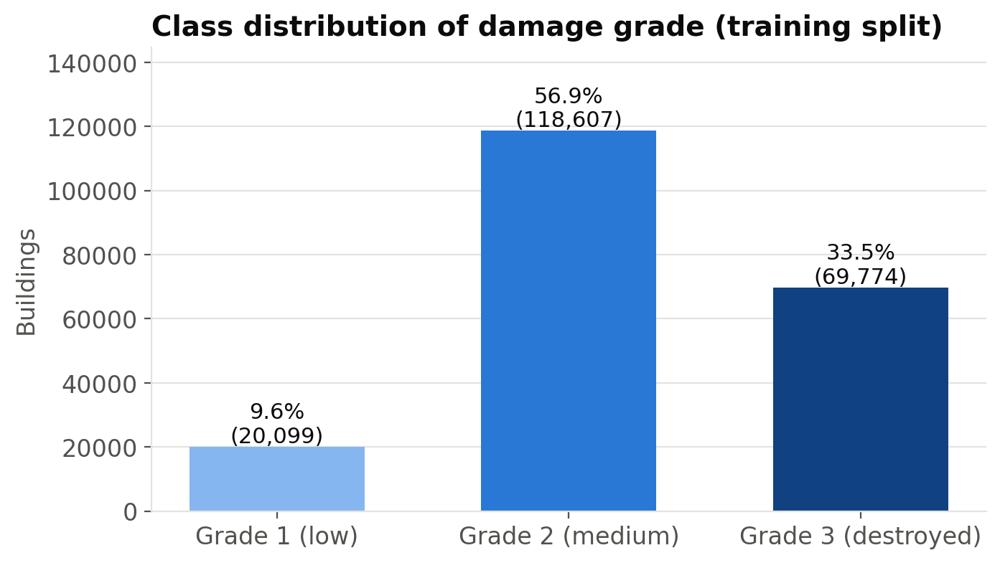 Class distribution of damage grade (training split)
140000
120000
100000
80000
60000
40000
20000
0
Buildings
56.9%
(118,607)
33.5%
(69,774)
9.6%
(20,099)
Grade 1 (low)
Grade 2 (medium)
Grade 3 (destroyed)